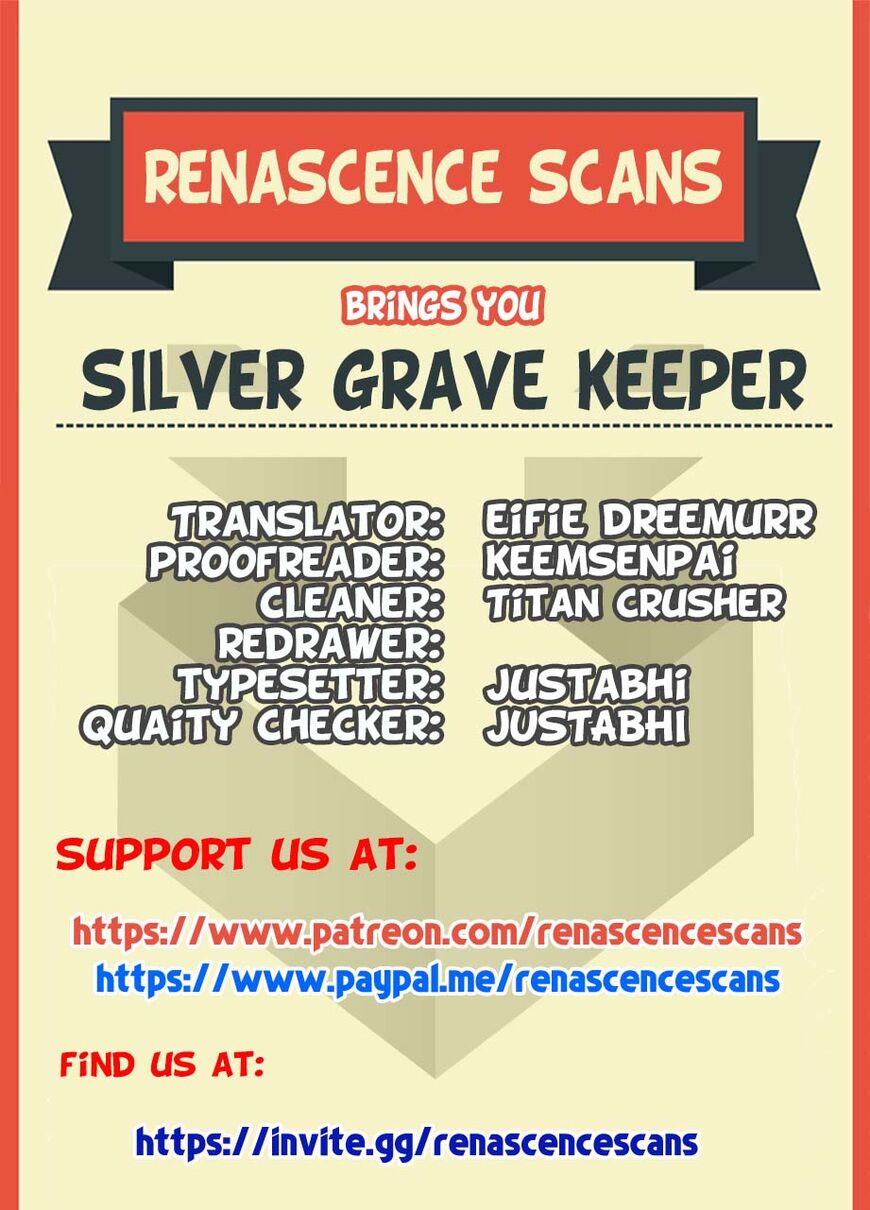 RENASCENCE SCANS
BRiNGS YOU
SILVER GRAVE KEEPER
TRANSLATOR: EiFiE DREEMURR
PROOFREADER: KEEMSENPAi
CLEANER: TiTAN CRUSHER
REDRAWER:
TYPESETTER: JUSTABHi
QUAiTY CHECKER: JUSTABHI
SUPPORT US AT:
https://www.patreon.com/renascencescans
https://www.paypal.me/renascencescans
FiND US AT:
https://invite.gg/renascencescans